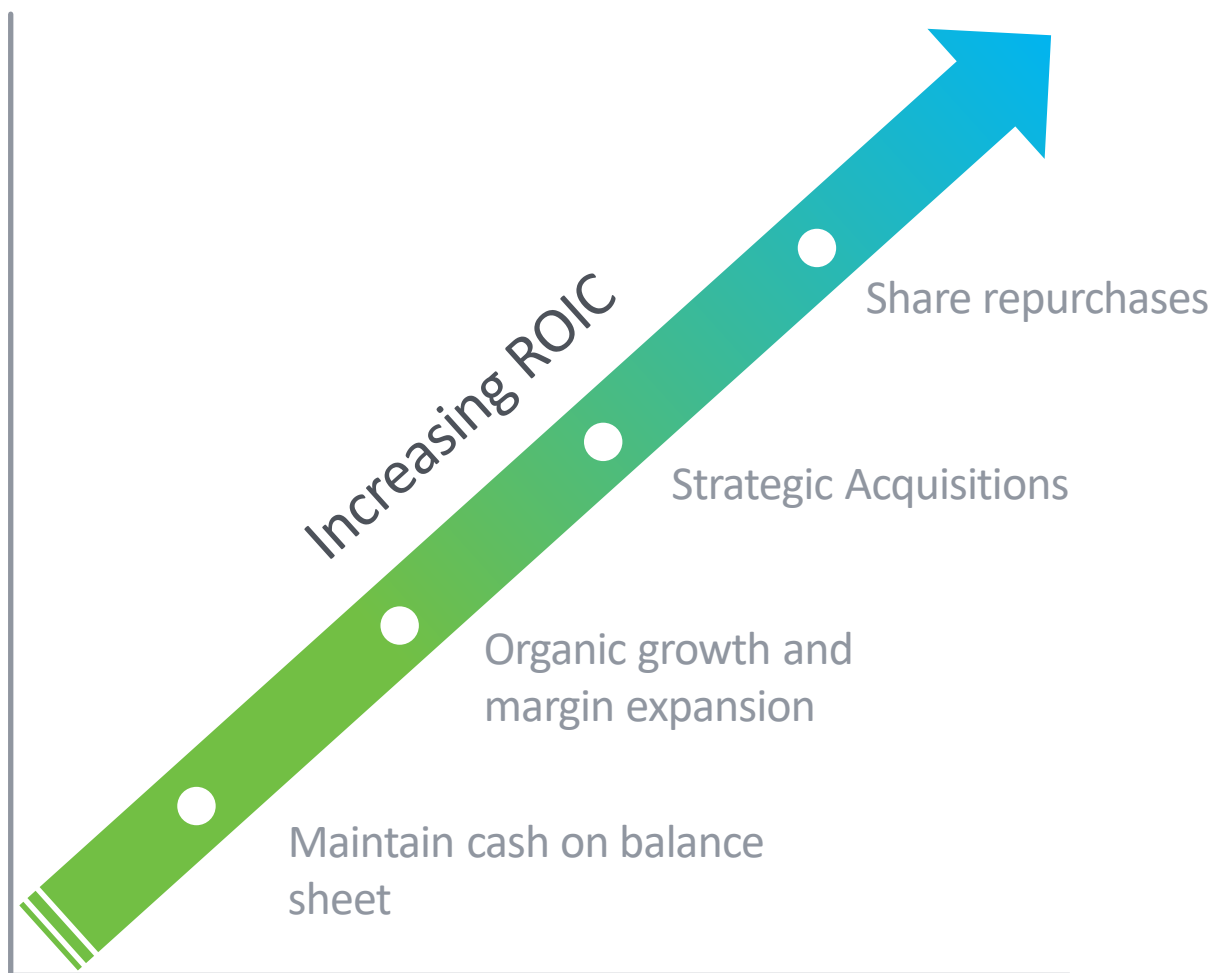 Increasing ROIC
Share repurchases
Strategic Acquisitions
Organic growth and
margin expansion
Maintain cash on balance
sheet